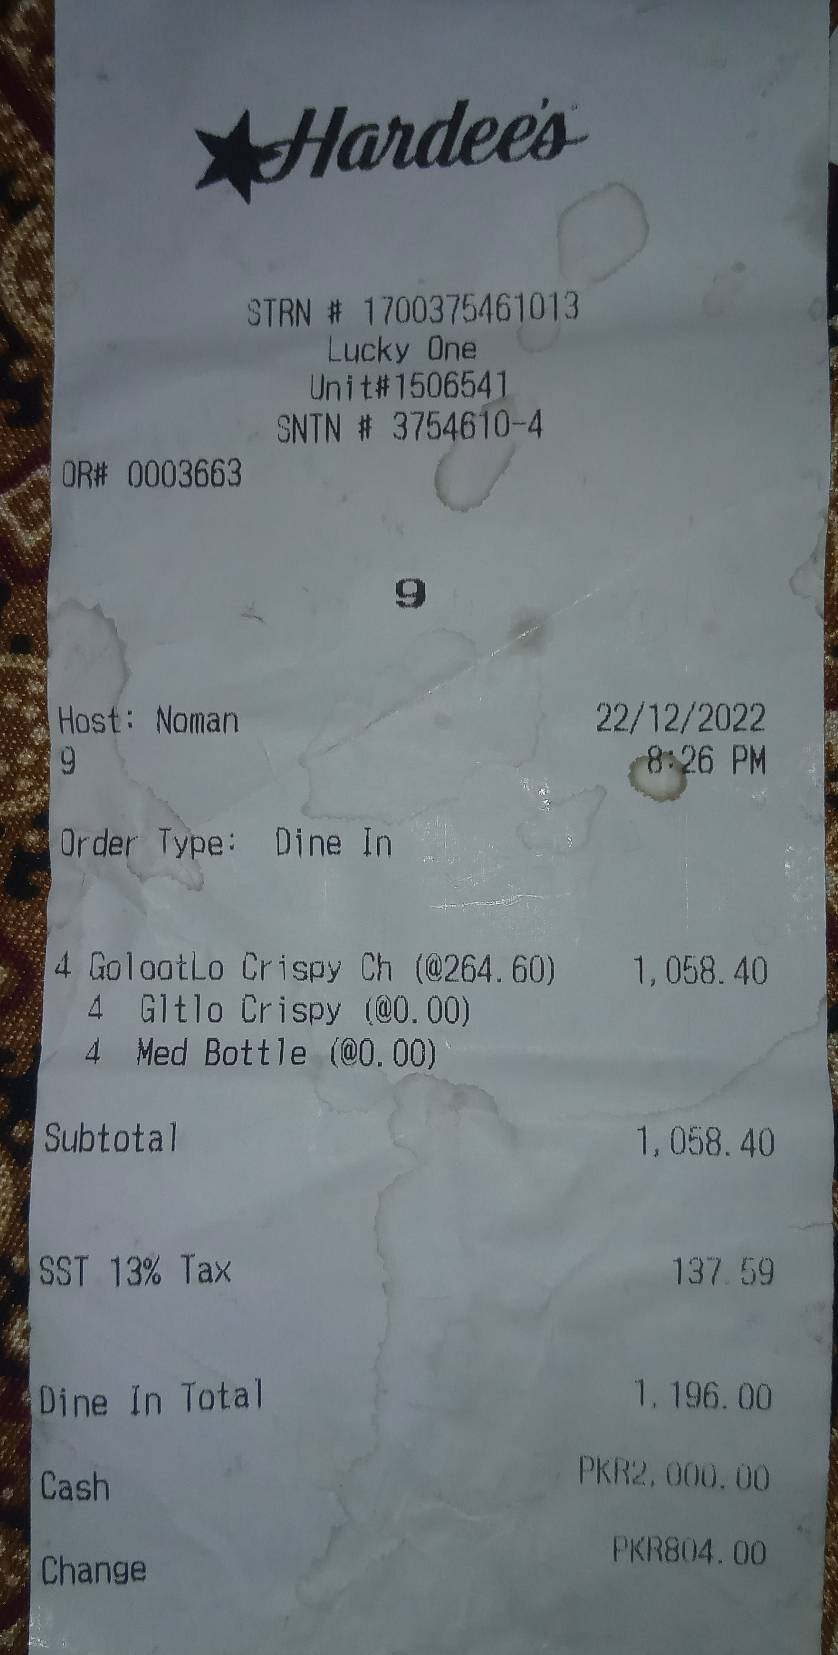 Hardee's
STRN # 1700375461013
Lucky One
Unit#1506541
SNTN # 3754610-4
OR# 0003663
9
Host: Noman 22/12/2022
9 8:26 PM
Order Type: Dine In
4 GoloatLo Crispy Ch (@264.60) 1,058.40
4 Gltlo Crispy (@0.00)
4 Med Bottle (@0.00)
Subtotal 1,058.40
SST 13% Tax 137.59
Dine In Total 1,196.00
Cash PKR2,000.00
Change PKR804.00